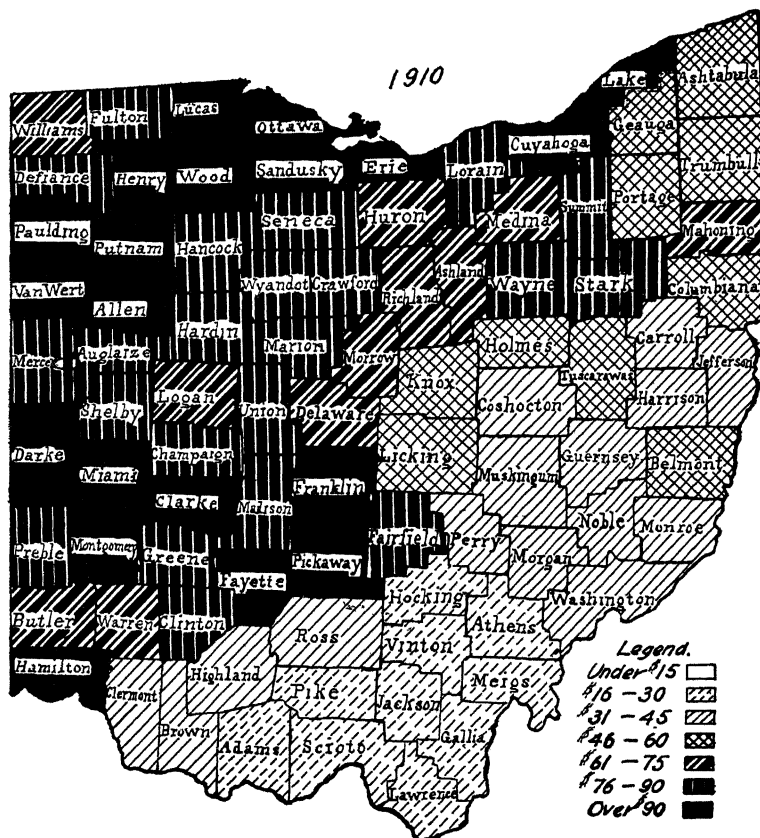 1910
Lake Ashtabula
Williams Fulton Lucas Ottawa Geauga
Cuyahoga Trumbull
Defiance Henry Wood Sandusky Erie Lorain
Portage
Seneca Huron Medina Summit
Paulding Putnam Hancock Mahoning
Wyandot Crawford Richland Ashland Wayne Stark
VanWert Allen Columbiana
Hardin Marion Carroll
Mercer Auglaize Morrow Holmes Jefferson
Logan Knox Tuscarawas
Shelby Union Delaware Coshocton Harrison
Darke Champaign Licking Guernsey Belmont
Miami Franklin Muskingum
Clarke Madison Noble Monroe
Preble Montgomery Greene Pickaway Fairfield Perry
Fayette Morgan
Hocking Washington
Butler Warren Clinton Athens
Ross Vinton
Hamilton Highland Meigs
Clermont Pike Jackson
Brown Adams Scioto Gallia
Lawrence
Legend.
Under $15
$16 - 30
$31 - 45
$46 - 60
$61 - 75
$76 - 90
Over $90